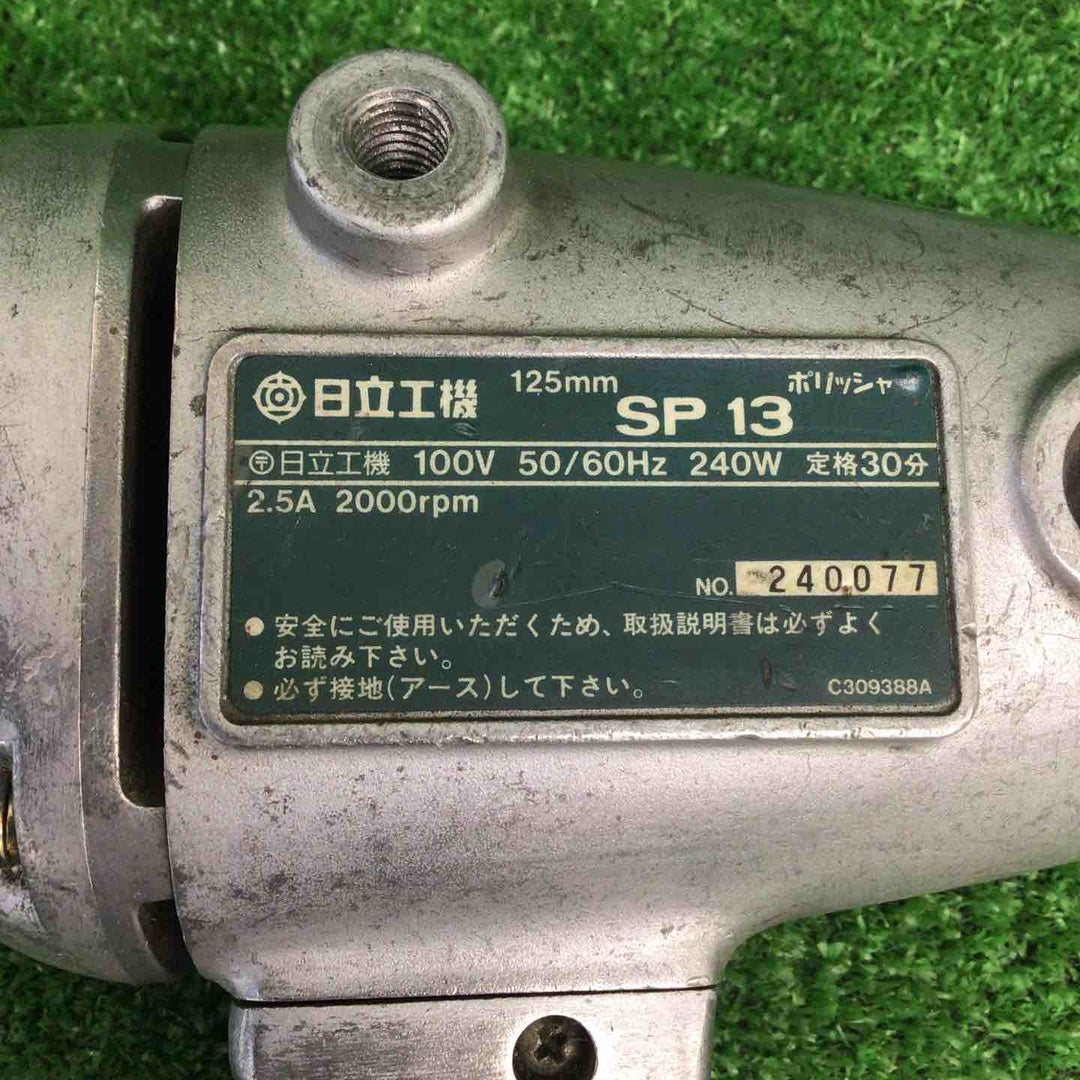 日立工機 125mm SP 13 ポリッシャ
〶日立工機 100V 50/60Hz 240W 定格30分
2.5A 2000rpm
NO. 240077
● 安全にご使用いただくため、取扱説明書は必ずよく
お読み下さい。
● 必ず接地(アース)して下さい。
C309388A